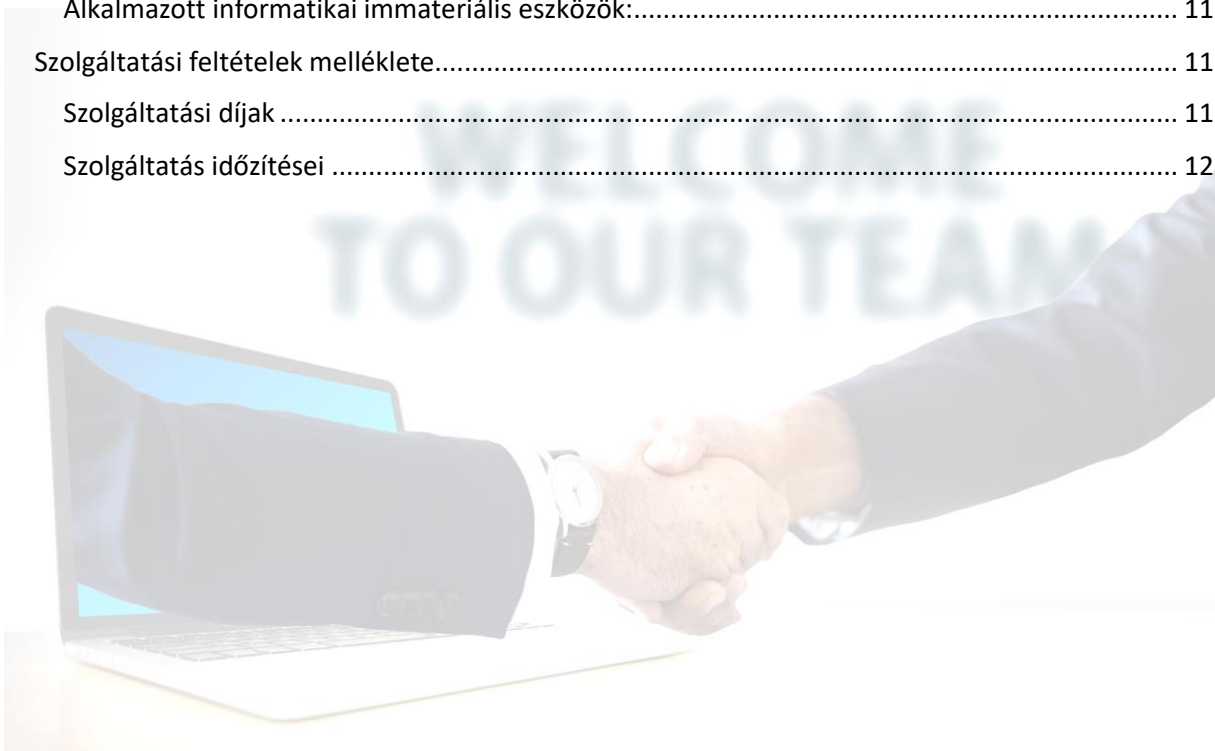 Alkalmazott informatikai immateriális eszközök:.......................................................................................... 11
Szolgáltatási feltételek melléklete.................................................................................................................. 11
Szolgáltatási díjak ........................................................................................................................................ 11
Szolgáltatás időzítései ................................................................................................................................. 12
WELCOME
TO OUR TEAM